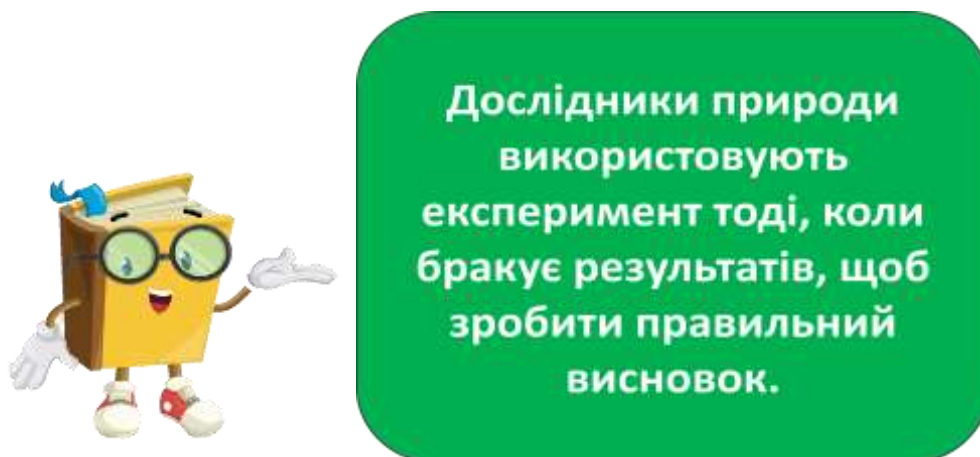 Дослідники природи
використовують
експеримент тоді, коли
бракує результатів, щоб
зробити правильний
висновок.